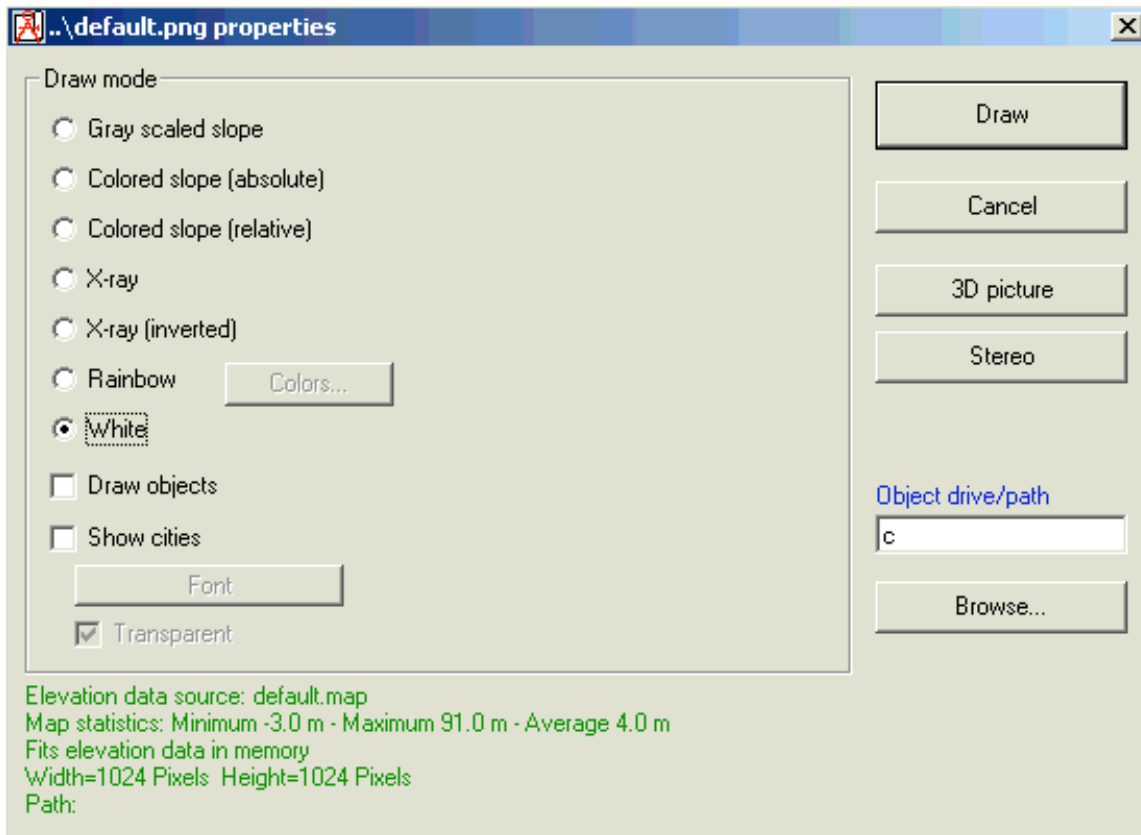 ..\default.png properties
Draw mode
Gray scaled slope
Colored slope (absolute)
Colored slope (relative)
X-ray
X-ray (inverted)
Rainbow
Colors...
White
Draw objects
Show cities
Font
Transparent
Draw
Cancel
3D picture
Stereo
Object drive/path
c
Browse...
Elevation data source: default.map
Map statistics: Minimum -3.0 m - Maximum 91.0 m - Average 4.0 m
Fits elevation data in memory
Width=1024 Pixels  Height=1024 Pixels
Path: